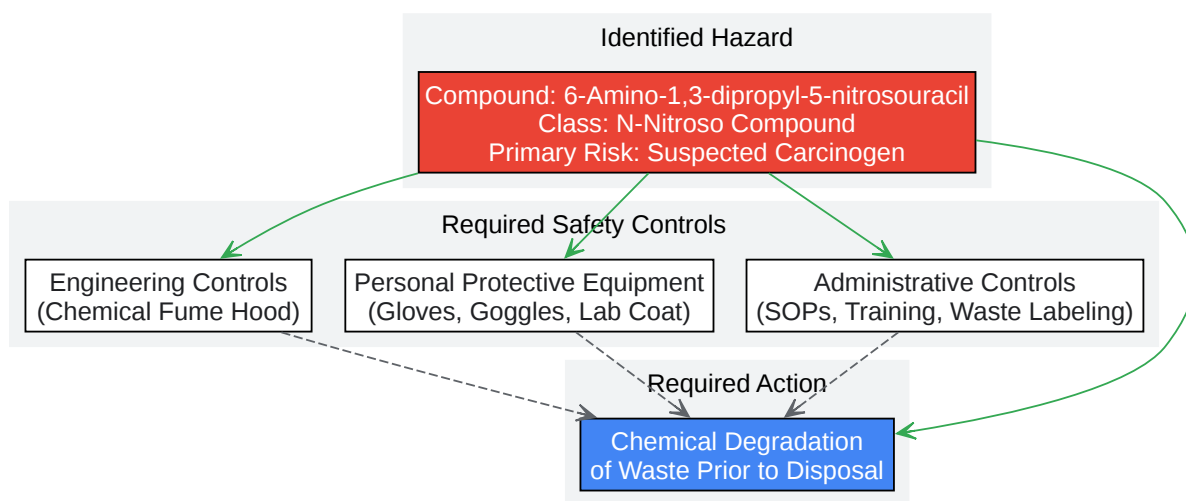 Identified Hazard
Compound: 6-Amino-1,3-dipropyl-5-nitrosouracil
Class: N-Nitroso Compound
Primary Risk: Suspected Carcinogen
Required Safety Controls
Engineering Controls
(Chemical Fume Hood)
Personal Protective Equipment
(Gloves, Goggles, Lab Coat)
Administrative Controls
(SOPs, Training, Waste Labeling)
Required Action
Chemical Degradation
of Waste Prior to Disposal